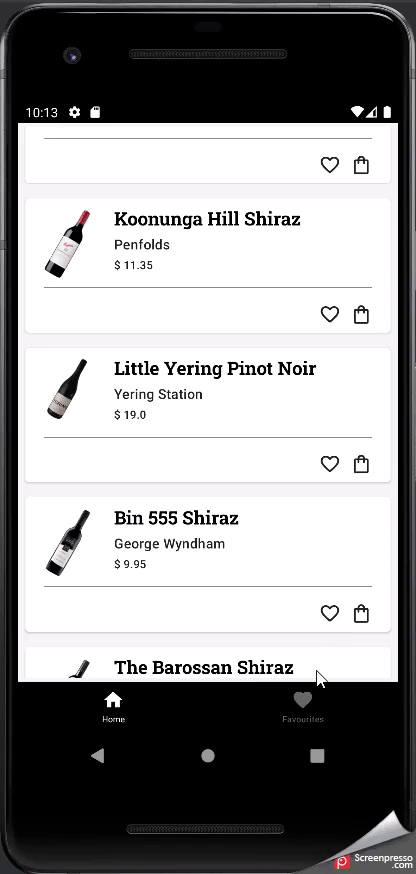 10:13
Koonunga Hill Shiraz
Penfolds
$ 11.35
Little Yering Pinot Noir
Yering Station
$ 19.0
Bin 555 Shiraz
George Wyndham
$ 9.95
The Barossan Shiraz
Home
Favourites
Screenpresso
.com